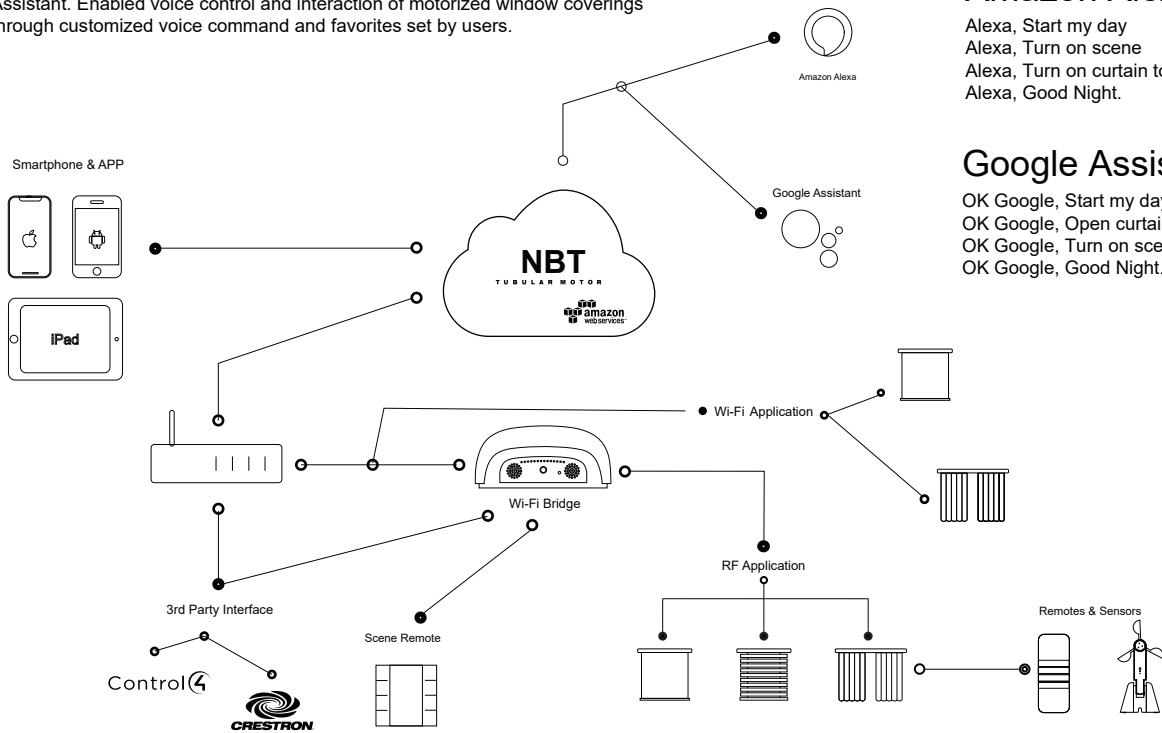 Assistant. Enabled voice control and interaction of motorized window coverings
through customized voice command and favorites set by users.
Alexa, Start my day
Alexa, Turn on scene
Alexa, Turn on curtain to
Alexa, Good Night.
Amazon Alexa
Google Assis
OK Google, Start my day
OK Google, Open curtai
OK Google, Turn on sce
OK Google, Good Night.
Smartphone & APP
Google Assistant
NBT
TUBULAR MOTOR
amazon
webservices™
iPad
Wi-Fi Application
Wi-Fi Bridge
RF Application
3rd Party Interface
Scene Remote
Remotes & Sensors
Control4
CRESTRON